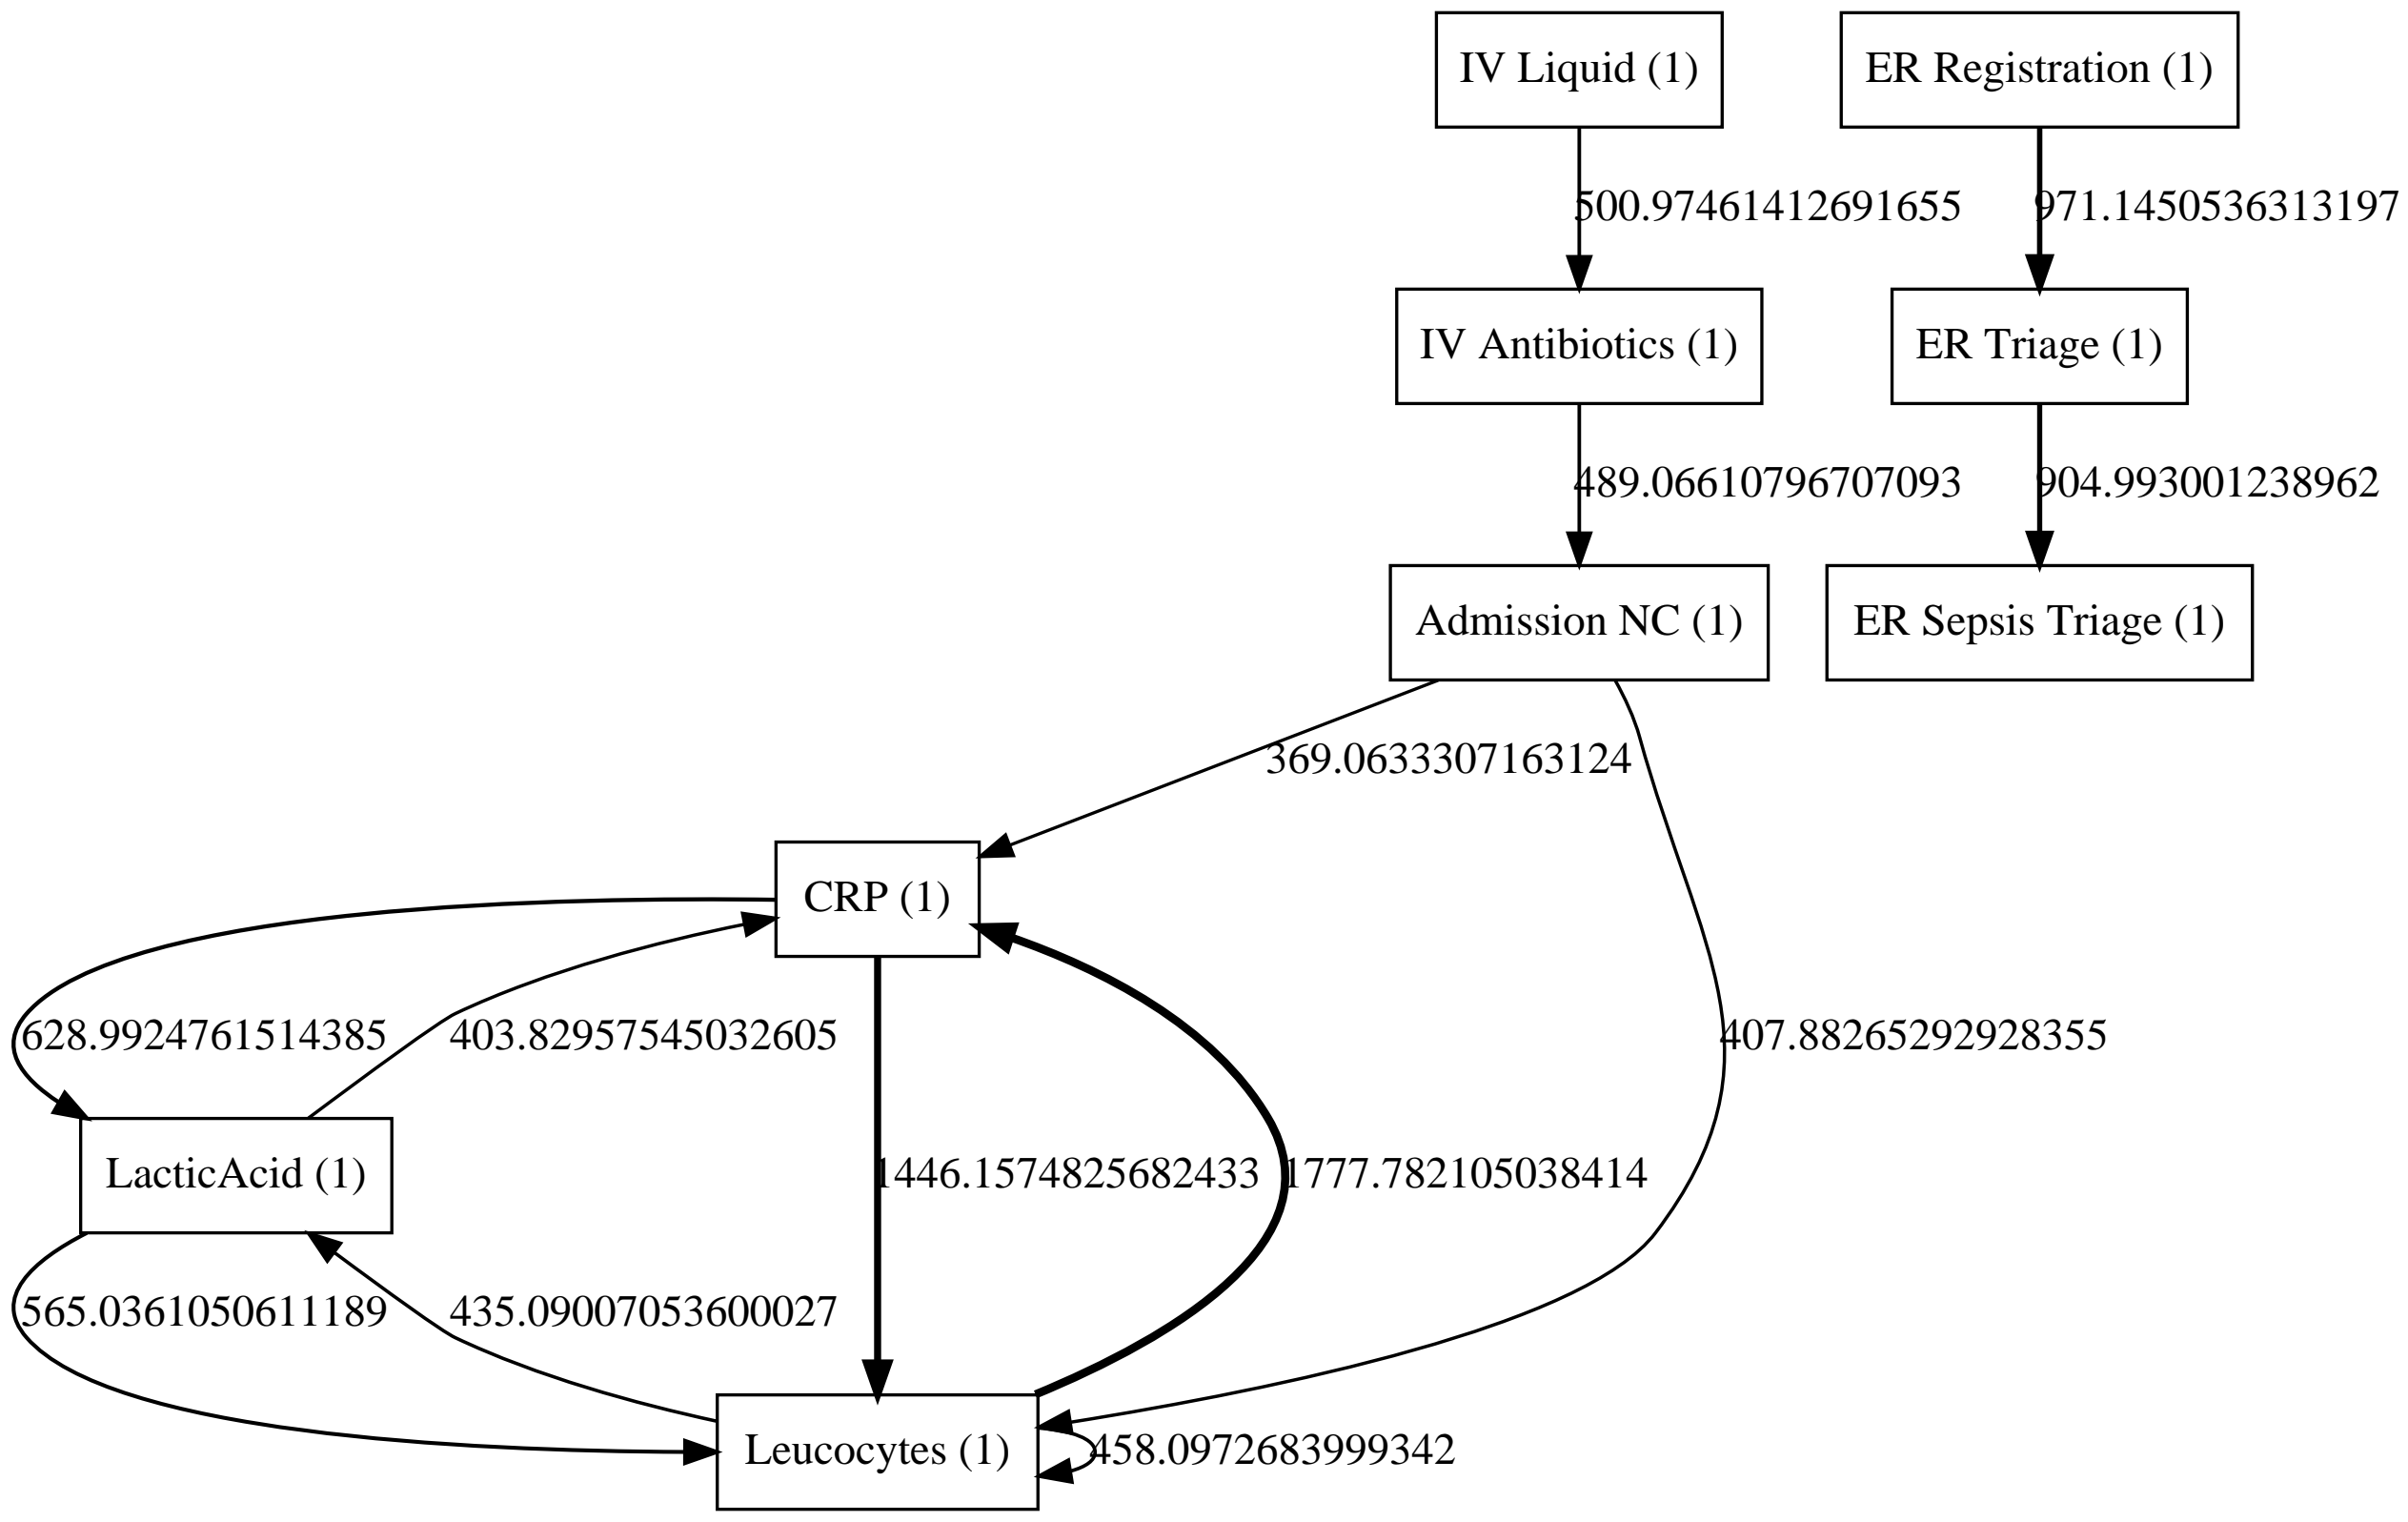 IV Liquid (1)
ER Registration (1)
500.97461412691655
971.1450536313197
IV Antibiotics (1)
ER Triage (1)
489.06610796707093
904.993001238962
Admission NC (1)
ER Sepsis Triage (1)
369.0633307163124
CRP (1)
628.9924761514385
403.82957545032605
407.88265292928355
LacticAcid (1)
1446.1574825682433
1777.782105038414
565.0361050611189
435.09007053600027
Leucocytes (1)
458.0972683999342